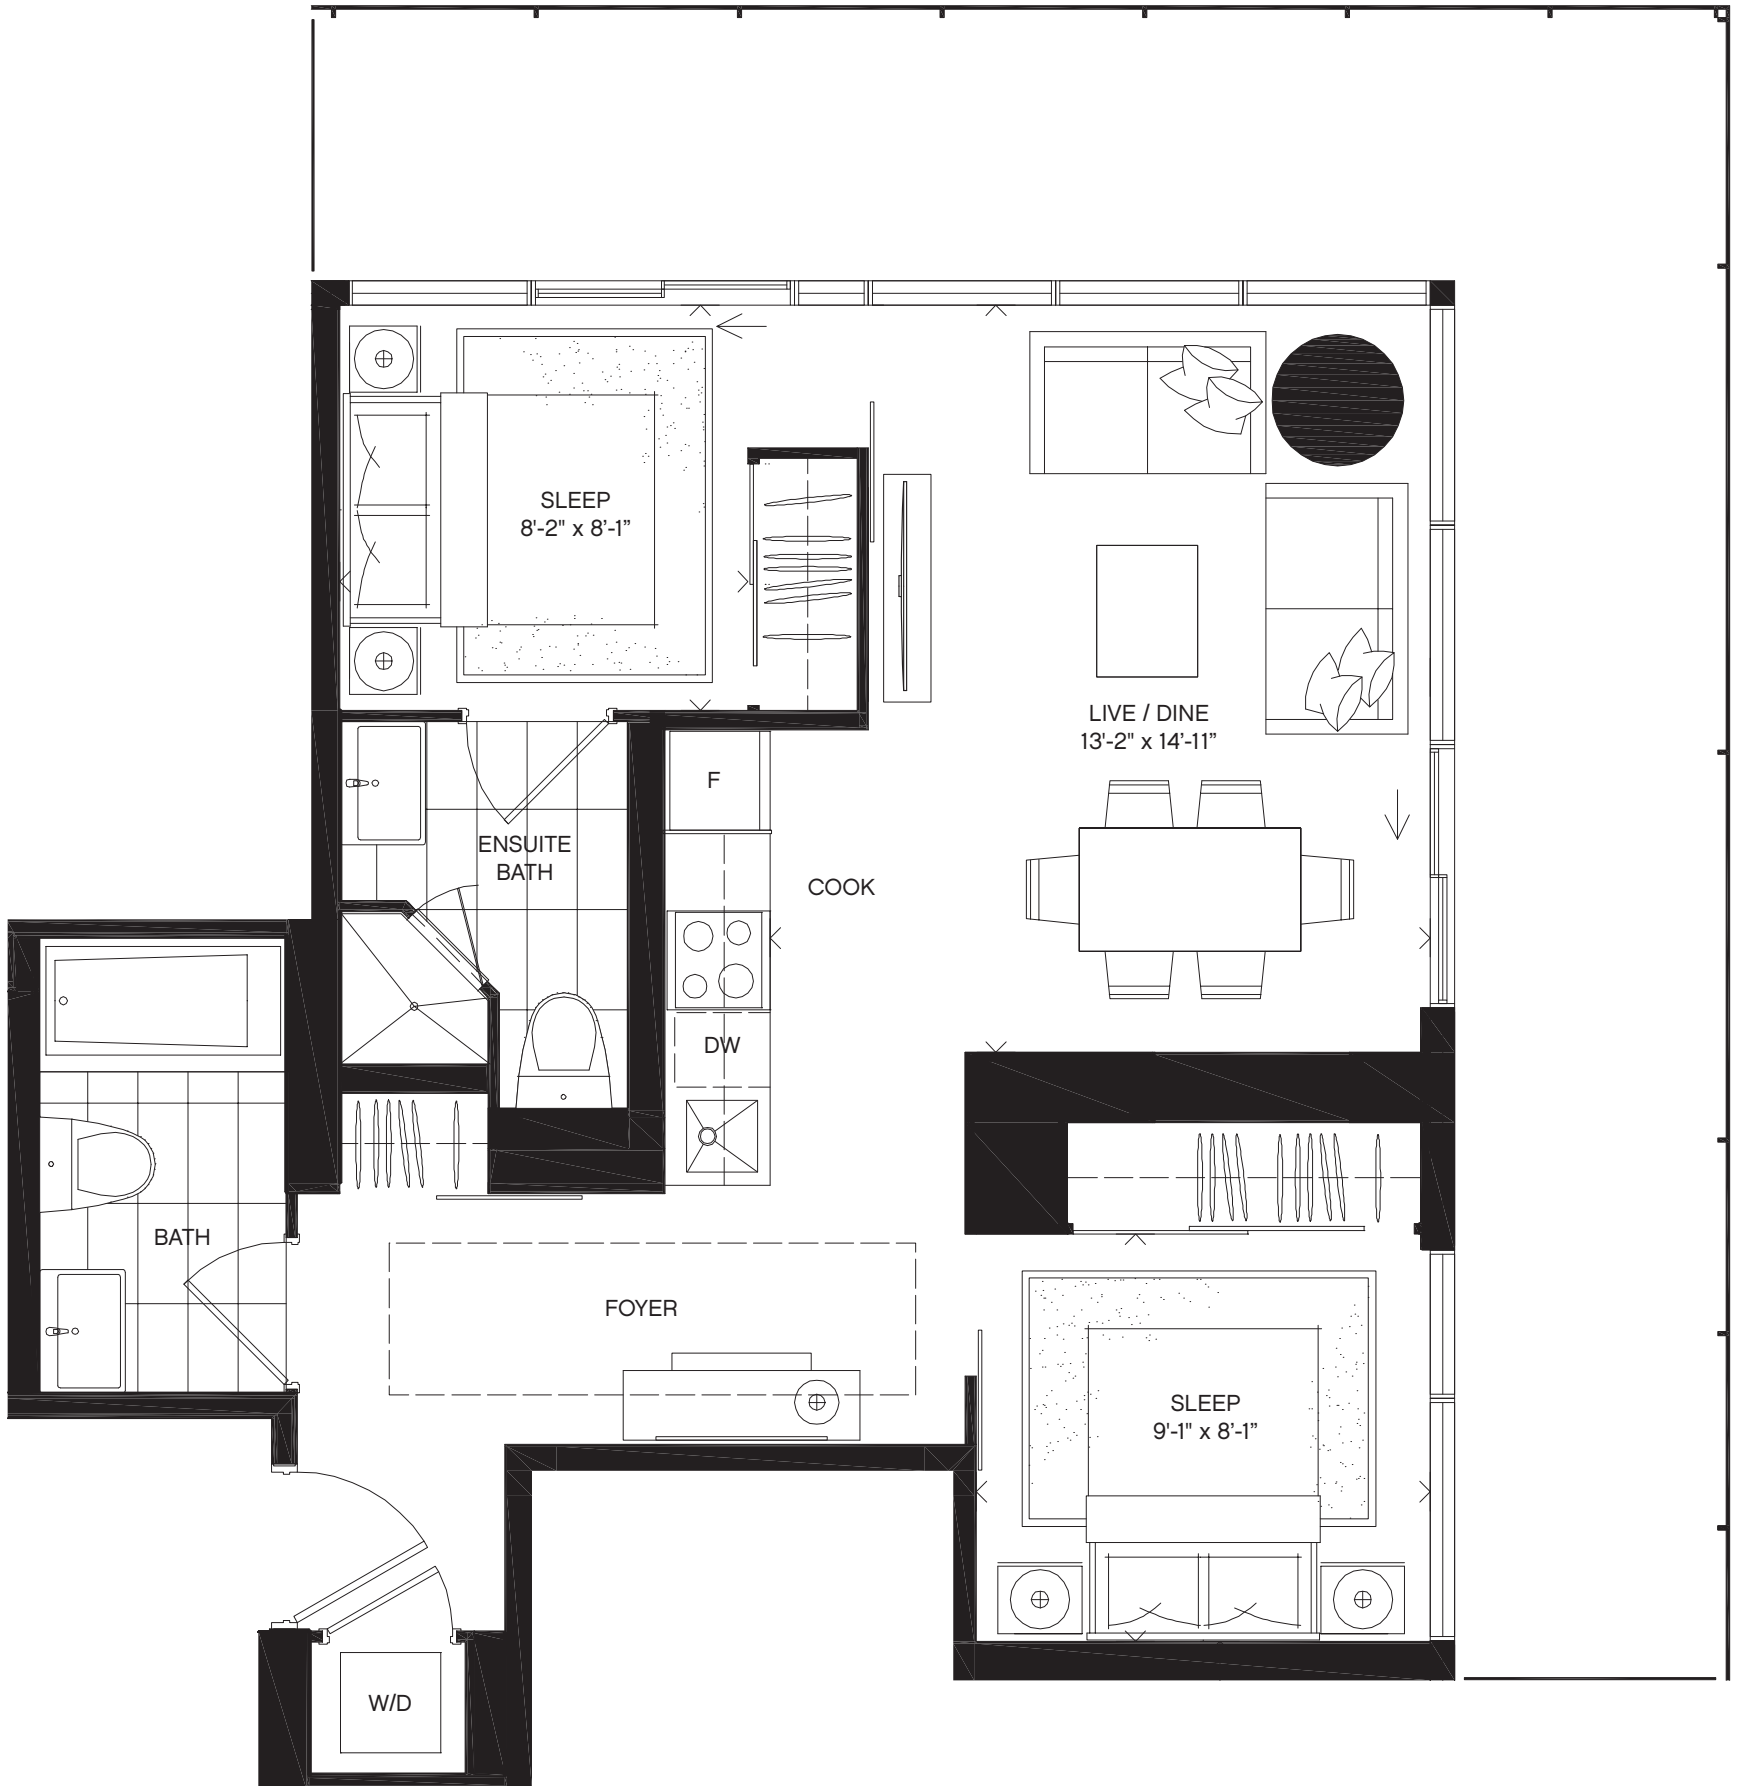 SLEEP
8'-2" x 8'-1”
LIVE / DINE
13'-2" x 14'-11”
F
ENSUITE
BATH
COOK
DW
BATH
FOYER
SLEEP
9'-1" x 8'-1”
W/D